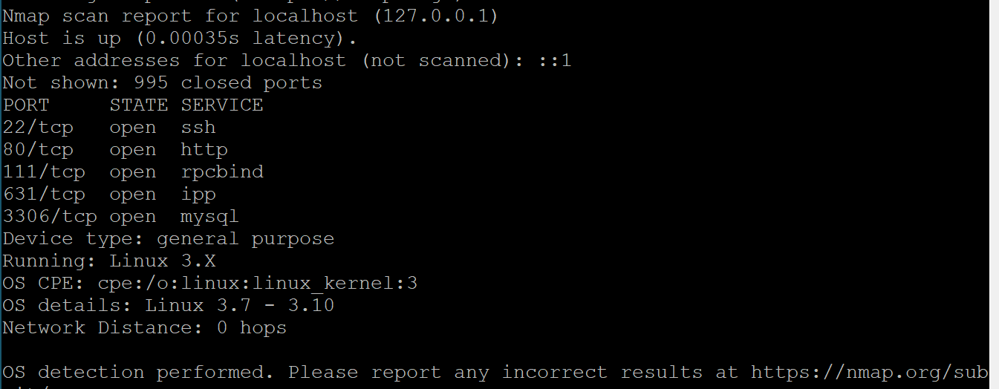 Nmap scan report for localhost (127.0.0.1)
Host is up (0.00035s latency).
Other addresses for localhost (not scanned): ::1
Not shown: 995 closed ports
PORT     STATE SERVICE
22/tcp   open  ssh
80/tcp   open  http
111/tcp  open  rpcbind
631/tcp  open  ipp
3306/tcp open  mysql
Device type: general purpose
Running: Linux 3.X
OS CPE: cpe:/o:linux:linux_kernel:3
OS details: Linux 3.7 - 3.10
Network Distance: 0 hops
OS detection performed. Please report any incorrect results at https://nmap.org/sub